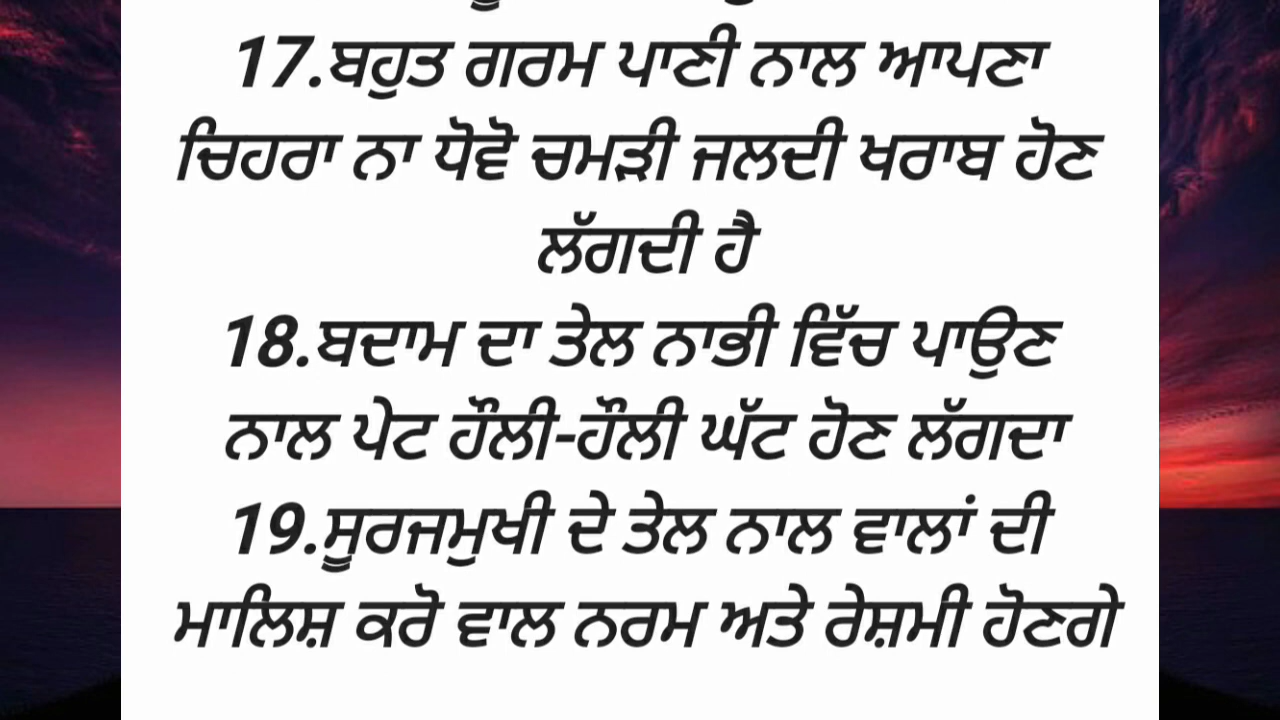 17.ਬਹੁਤ ਗਰਮ ਪਾਣੀ ਨਾਲ ਆਪਣਾ
ਚਿਹਰਾ ਨਾ ਧੋਵੋ ਚਮੜੀ ਜਲਦੀ ਖਰਾਬ ਹੋਣ
ਲੱਗਦੀ ਹੈ
18.ਬਦਾਮ ਦਾ ਤੇਲ ਨਾਭੀ ਵਿੱਚ ਪਾਉਣ
ਨਾਲ ਪੇਟ ਹੌਲੀ-ਹੌਲੀ ਘੱਟ ਹੋਣ ਲੱਗਦਾ
19.ਸੂਰਜਮੁਖੀ ਦੇ ਤੇਲ ਨਾਲ ਵਾਲਾਂ ਦੀ
ਮਾਲਿਸ਼ ਕਰੋ ਵਾਲ ਨਰਮ ਅਤੇ ਰੇਸ਼ਮੀ ਹੋਣਗੇ